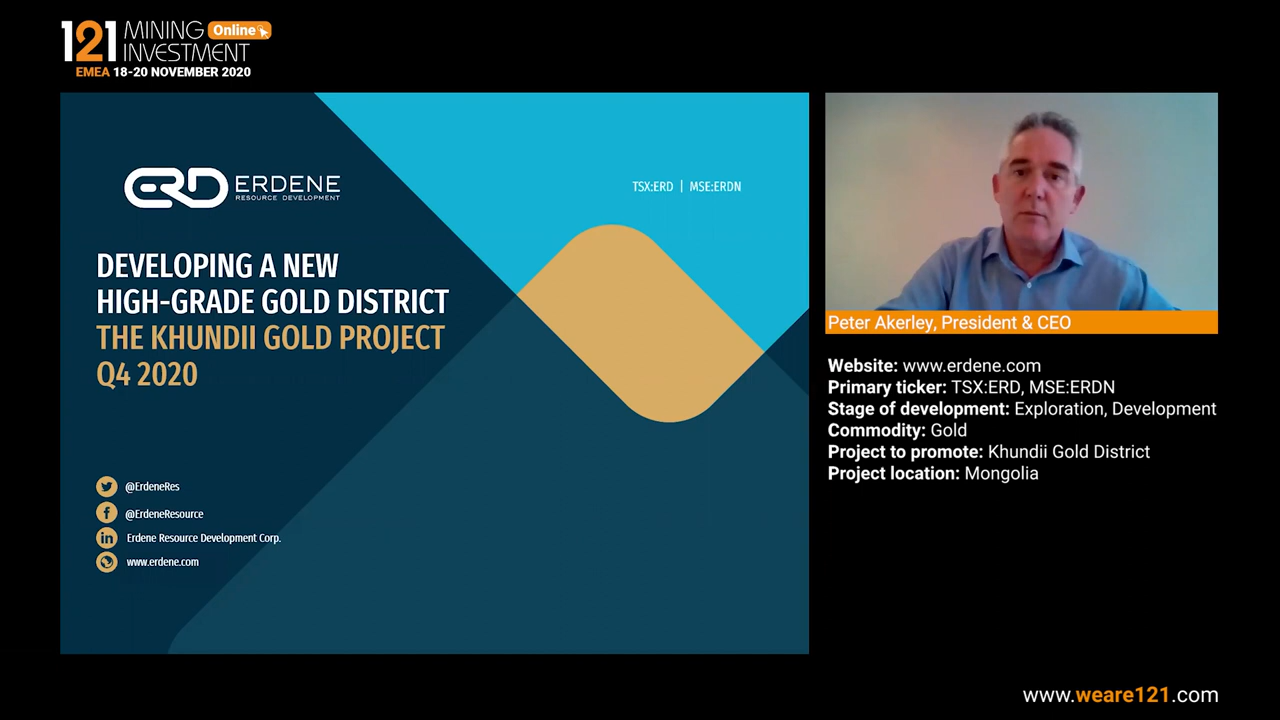 121 MINING INVESTMENT Online
EMEA 18-20 NOVEMBER 2020
ERD ERDENE
RESOURCE DEVELOPMENT
TSX:ERD | MSE:ERDN
DEVELOPING A NEW
HIGH-GRADE GOLD DISTRICT
THE KHUNDII GOLD PROJECT
Q4 2020
@ErdeneRes
@ErdeneResource
Erdene Resource Development Corp.
www.erdene.com
Peter Akerley, President & CEO
Website: www.erdene.com
Primary ticker: TSX:ERD, MSE:ERDN
Stage of development: Exploration, Development
Commodity: Gold
Project to promote: Khundii Gold District
Project location: Mongolia
www.weare121.com